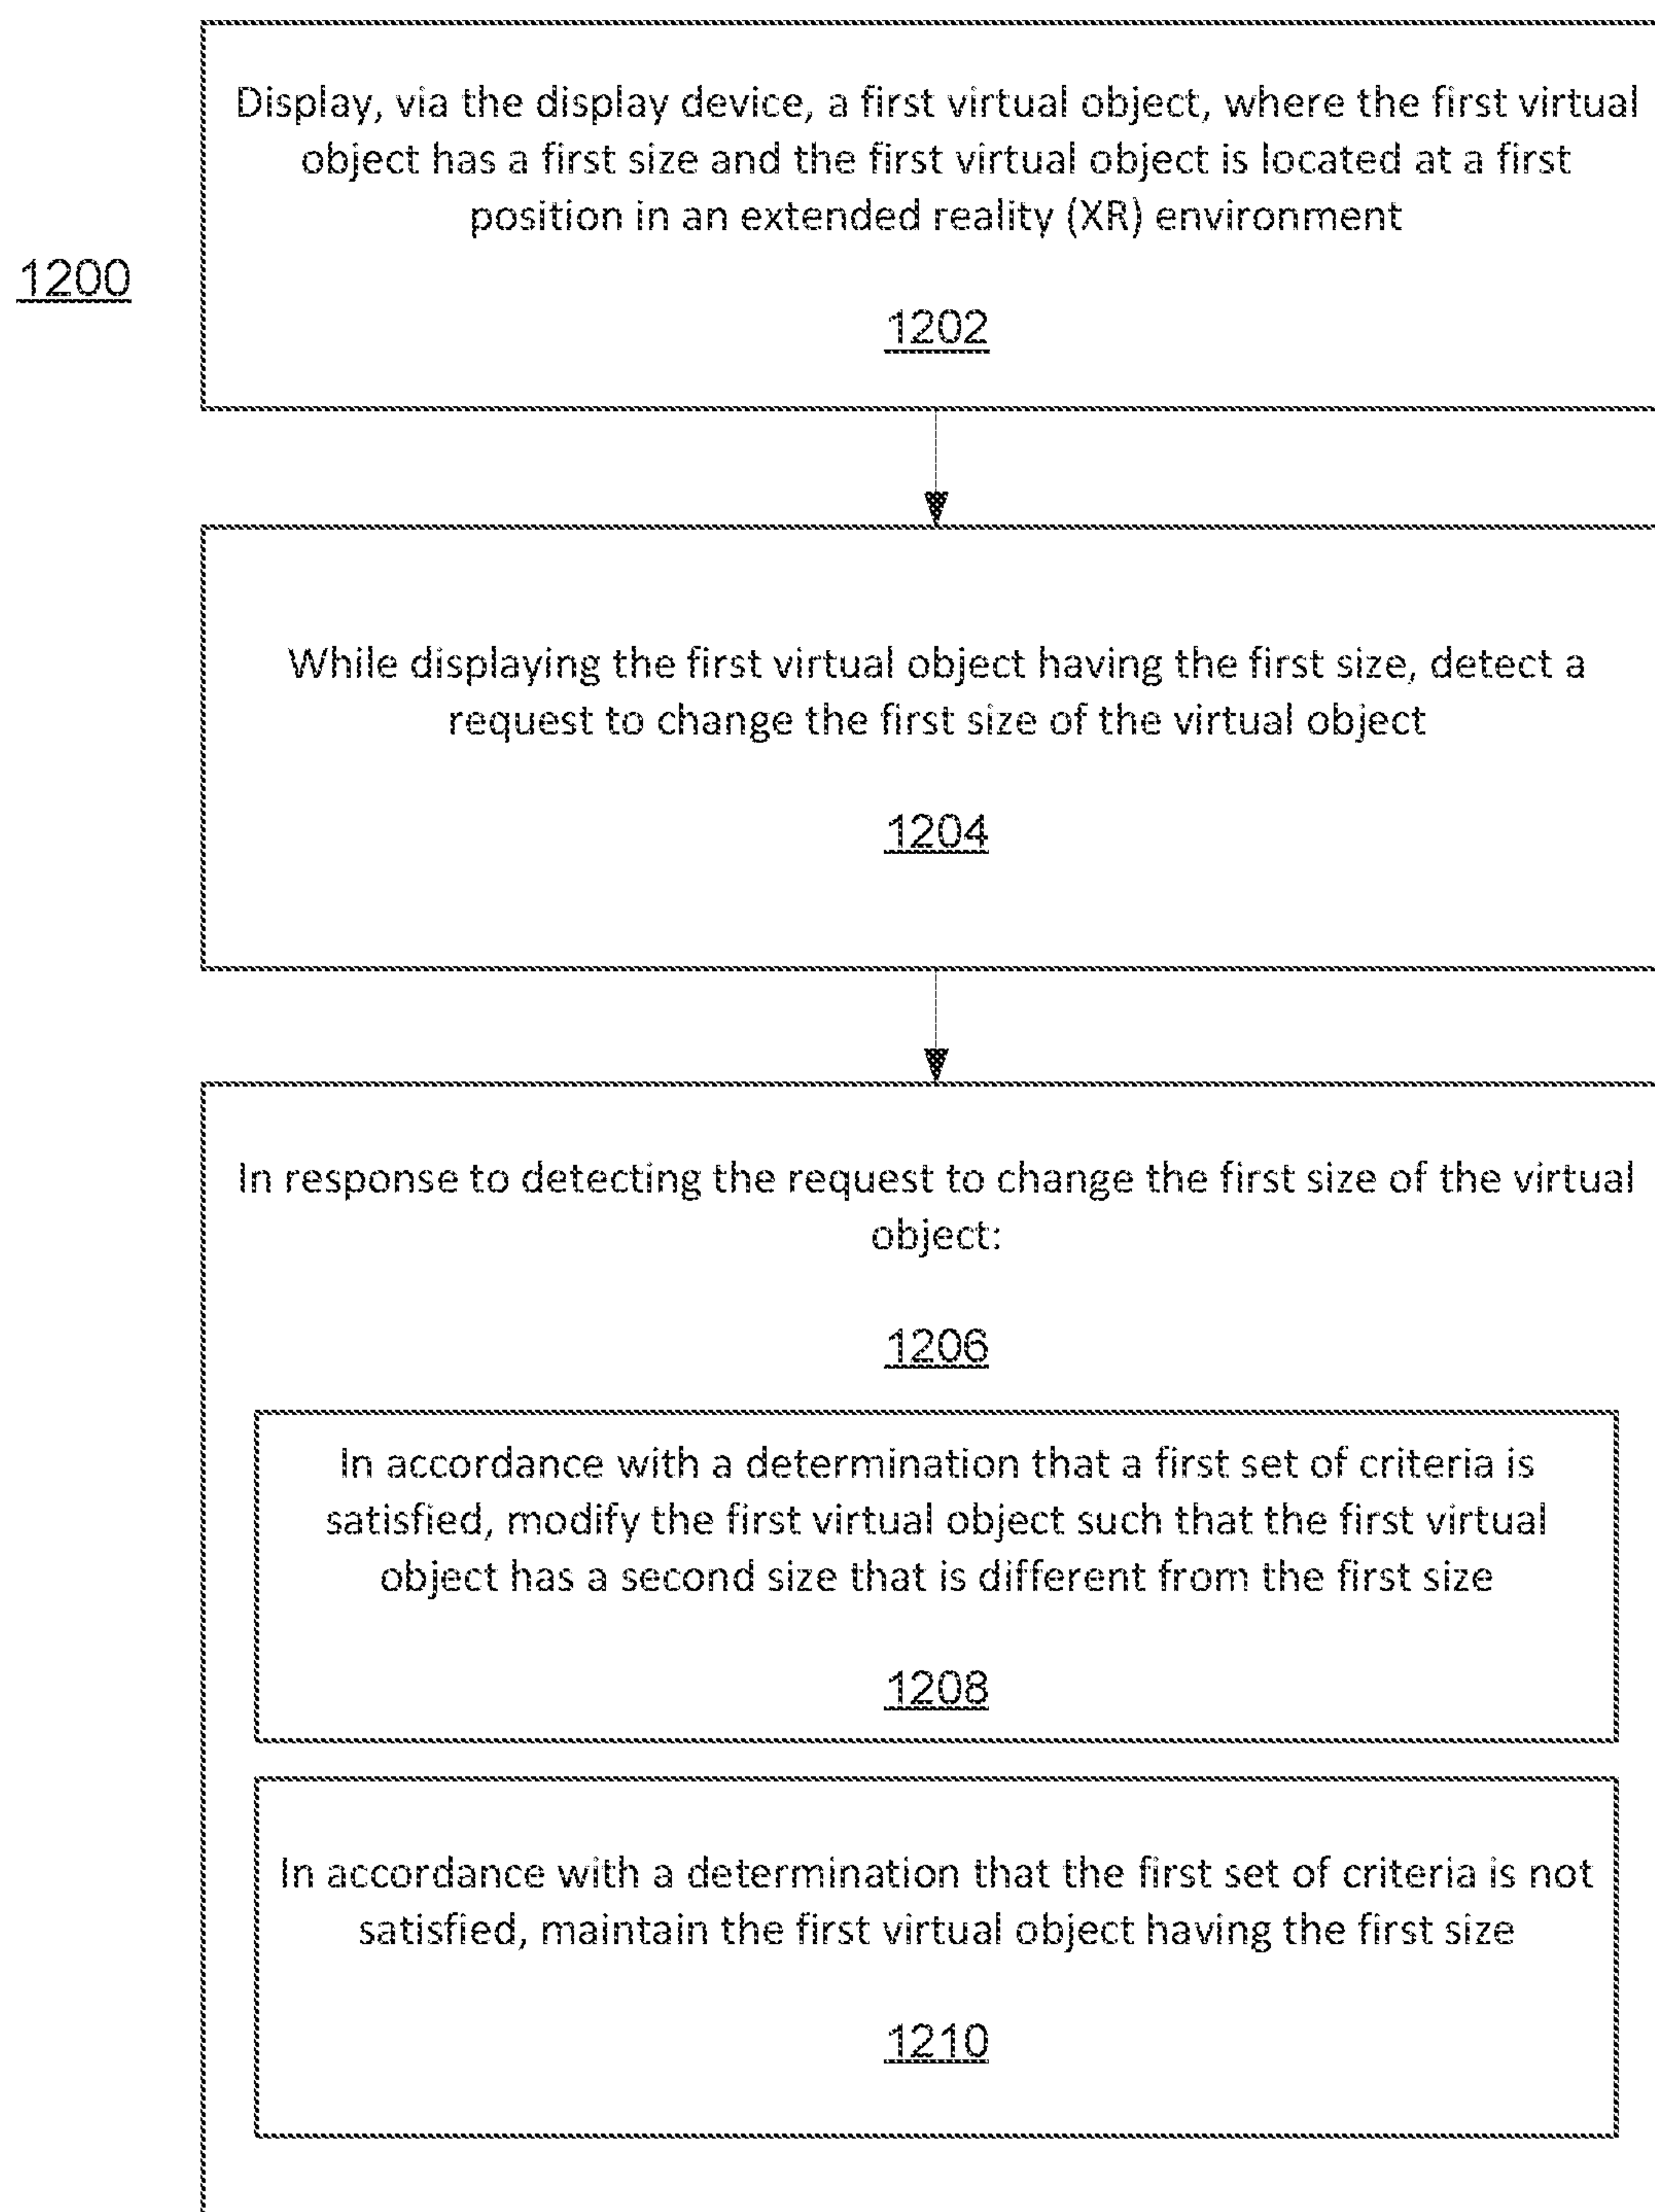 Display, via the display device, a first virtual object, where the first virtual
object has a first size and the first virtual object is located at a first
position in an extended reality (XR) environment
1200
1202
While displaying the first virtual object having the first size, detect a
request to change the first size of the virtual object
1204
In response to detecting the request to change the first size of the virtual
object:
1206
In accordance with a determination that a first set of criteria is
satisfied, modify the first virtual object such that the first virtual
object has a second size that is different from the first size
1208
In accordance with a determination that the first set of criteria is not
satisfied, maintain the first virtual object having the first size
1210